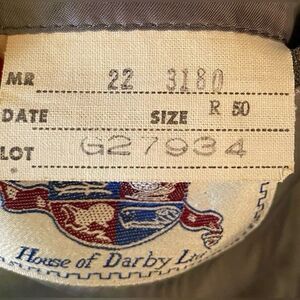 MR 22 3180
DATE SIZE R 50
LOT G27934
House of Darby Ltd